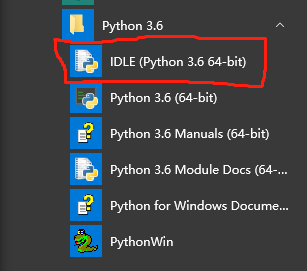 Python 3.6
IDLE (Python 3.6 64-bit)
Python 3.6 (64-bit)
Python 3.6 Manuals (64-bit)
Python 3.6 Module Docs (64-...
Python for Windows Docume...
PythonWin